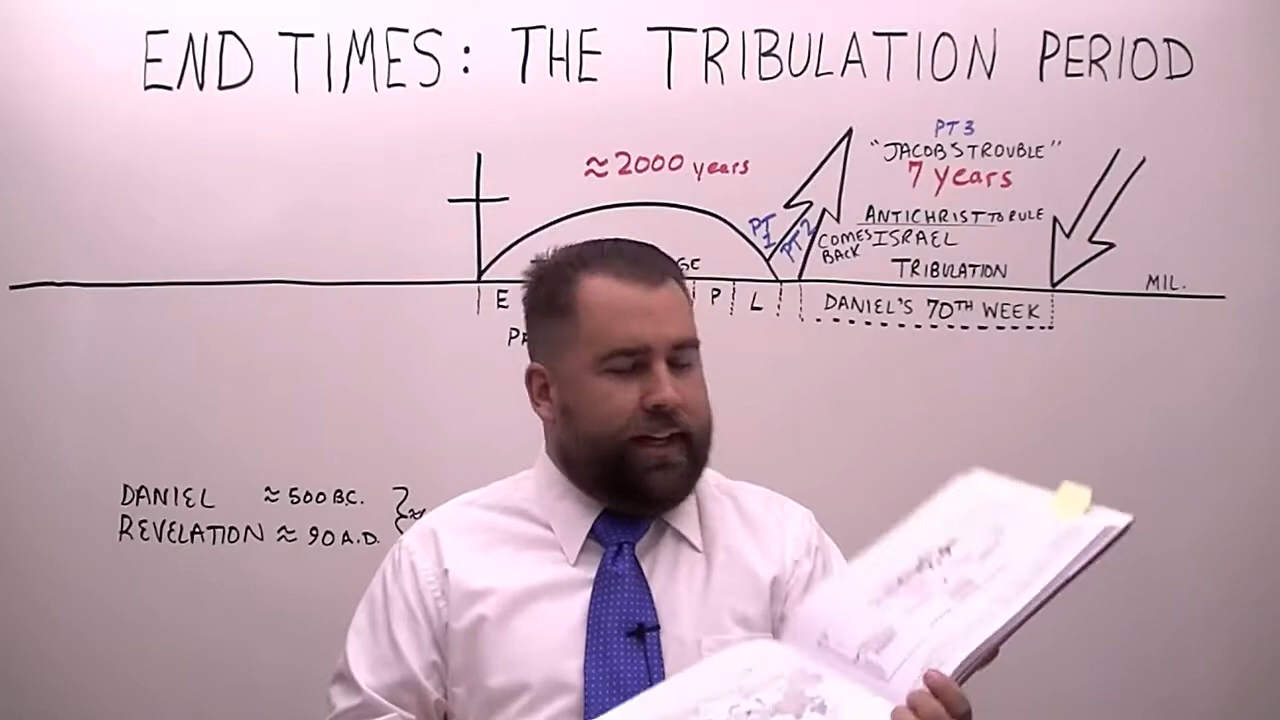 END TIMES: THE TRIBULATION PERIOD
≈2000 years
PT 1
PT 2
PT 3
"JACOBS TROUBLE"
7 years
ANTICHRIST TO RULE
COMES BACK
ISRAEL
TRIBULATION
MIL.
E
P
L
DANIEL'S 70TH WEEK
DANIEL ≈ 500 B.C.
REVELATION ≈ 90 A.D.